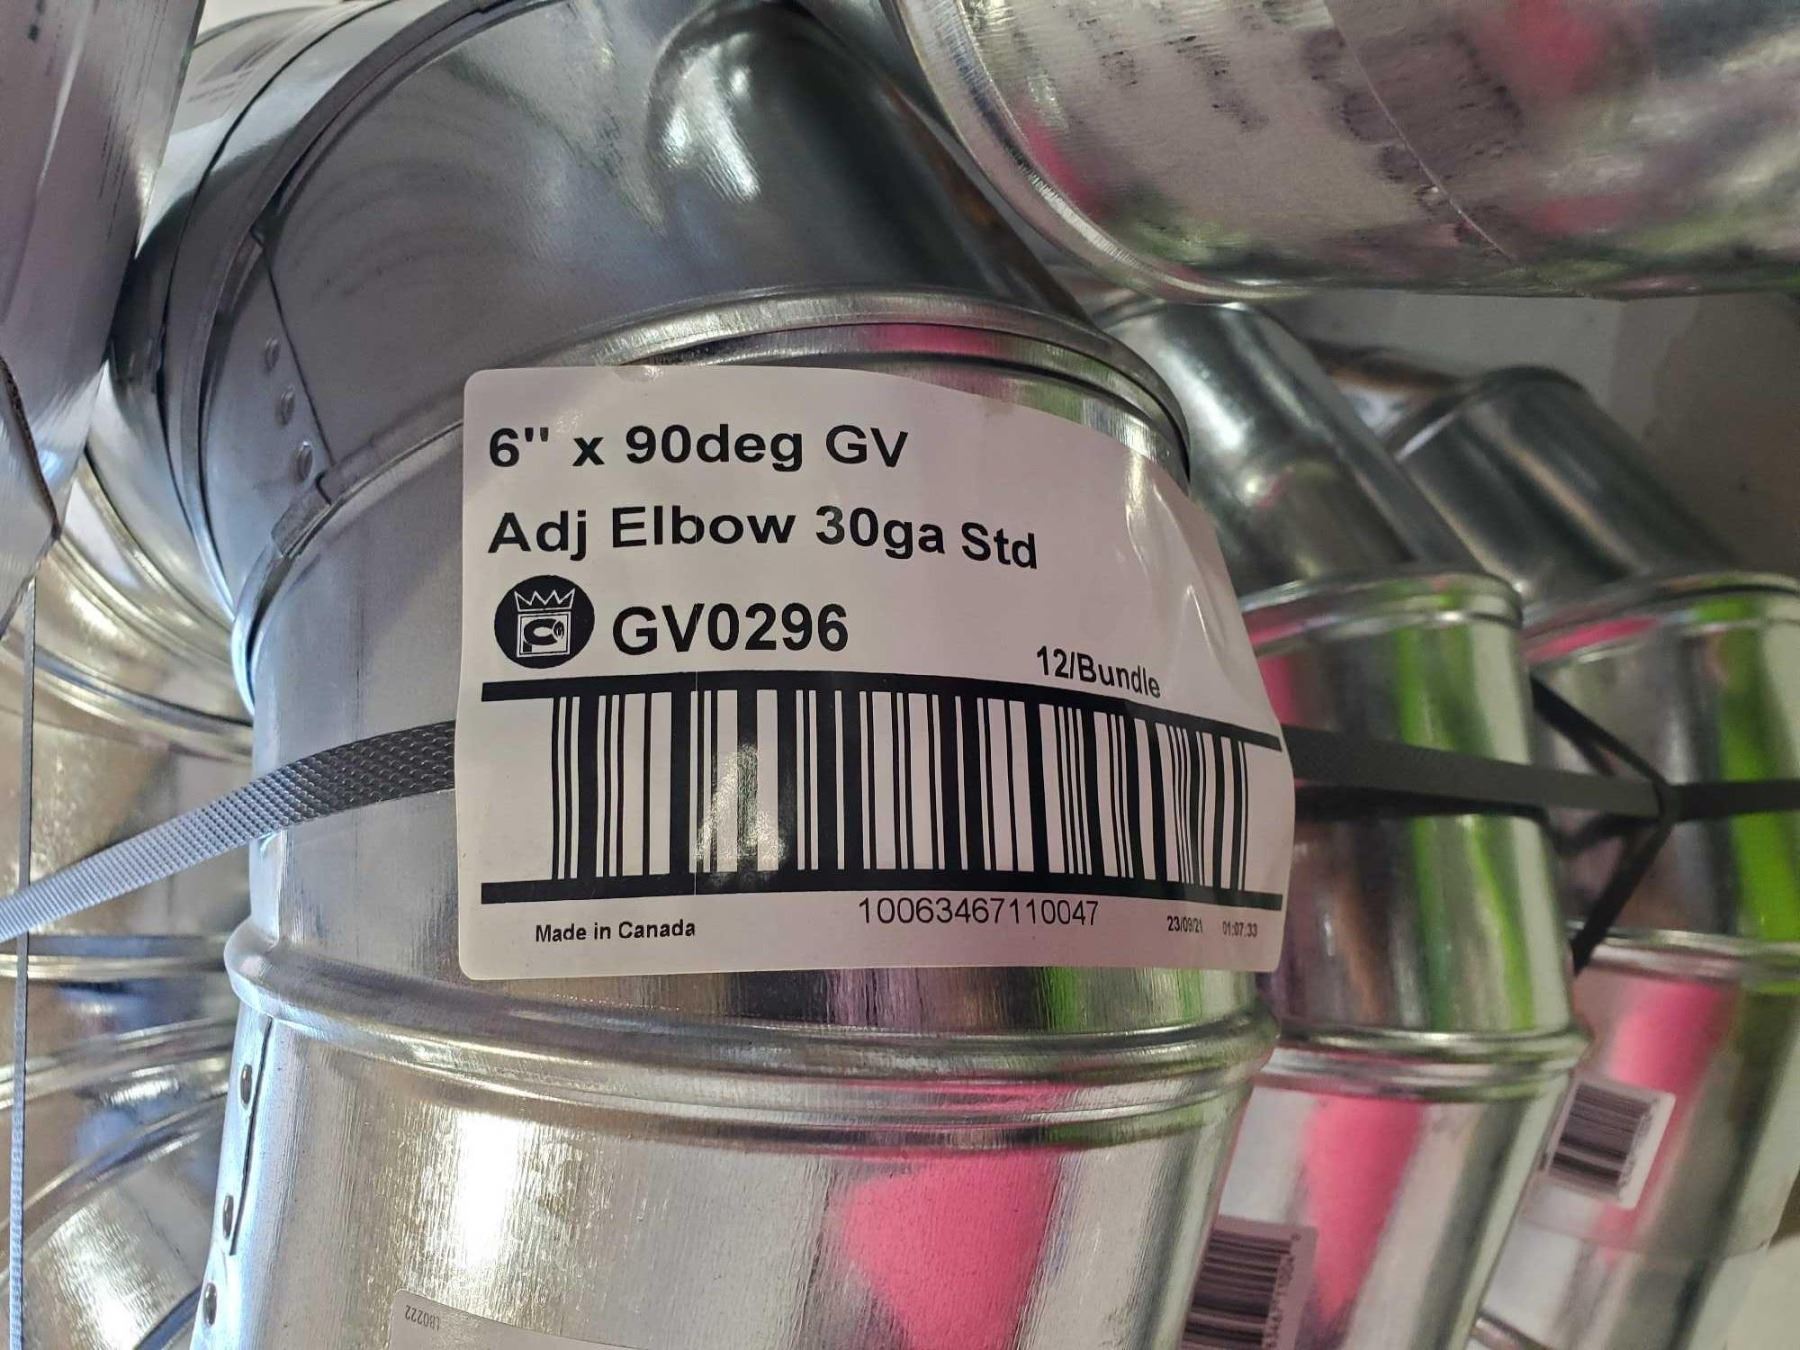 6" x 90deg GV
Adj Elbow 30ga Std
GV0296
12/Bundle
10063467110047
Made in Canada
23/09/21 01:07:33
LB0222